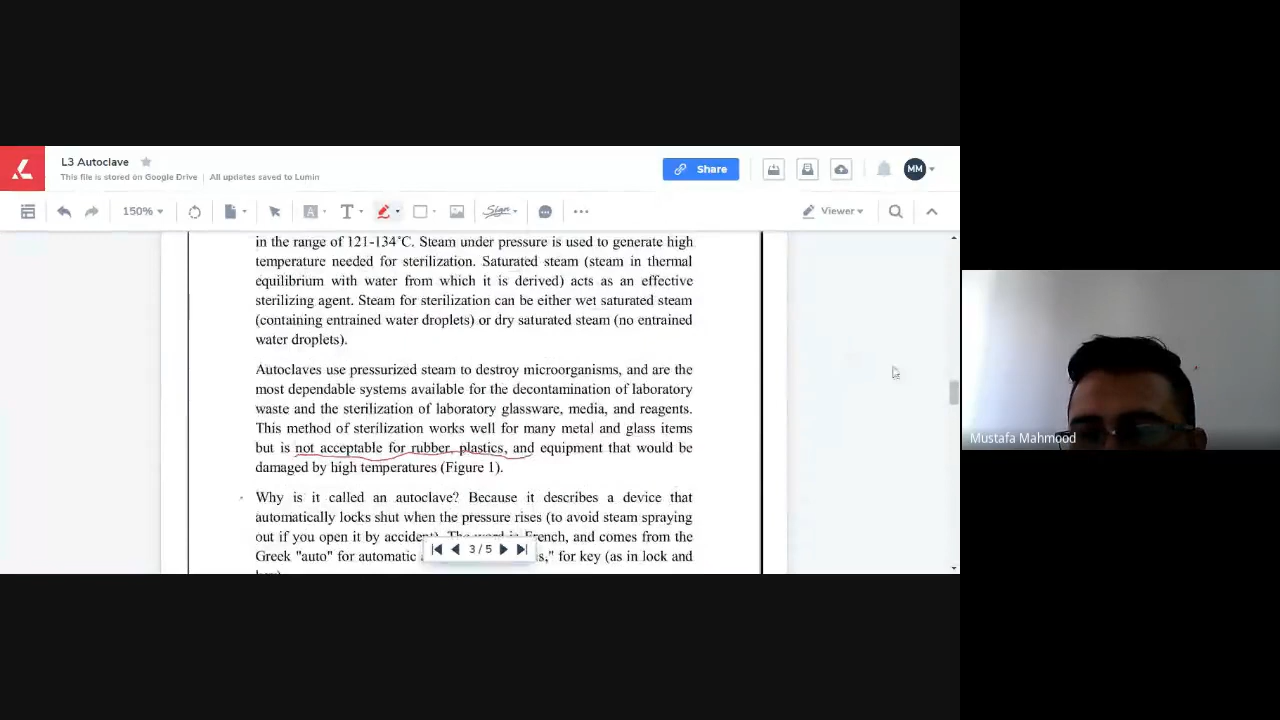 L3 Autoclave
This file is stored on Google Drive | All updates saved to Lumin
Share
MM
150%
A
T
Sign
Viewer
in the range of 121-134°C. Steam under pressure is used to generate high
temperature needed for sterilization. Saturated steam (steam in thermal
equilibrium with water from which it is derived) acts as an effective
sterilizing agent. Steam for sterilization can be either wet saturated steam
(containing entrained water droplets) or dry saturated steam (no entrained
water droplets).
Autoclaves use pressurized steam to destroy microorganisms, and are the
most dependable systems available for the decontamination of laboratory
waste and the sterilization of laboratory glassware, media, and reagents.
This method of sterilization works well for many metal and glass items
but is not acceptable for rubber, plastics, and equipment that would be
damaged by high temperatures (Figure 1).
Why is it called an autoclave? Because it describes a device that
automatically locks shut when the pressure rises (to avoid steam spraying
out if you open it by accident). The word is French, and comes from the
Greek "auto" for automatic
," for key (as in lock and
3 / 5
Mustafa Mahmood